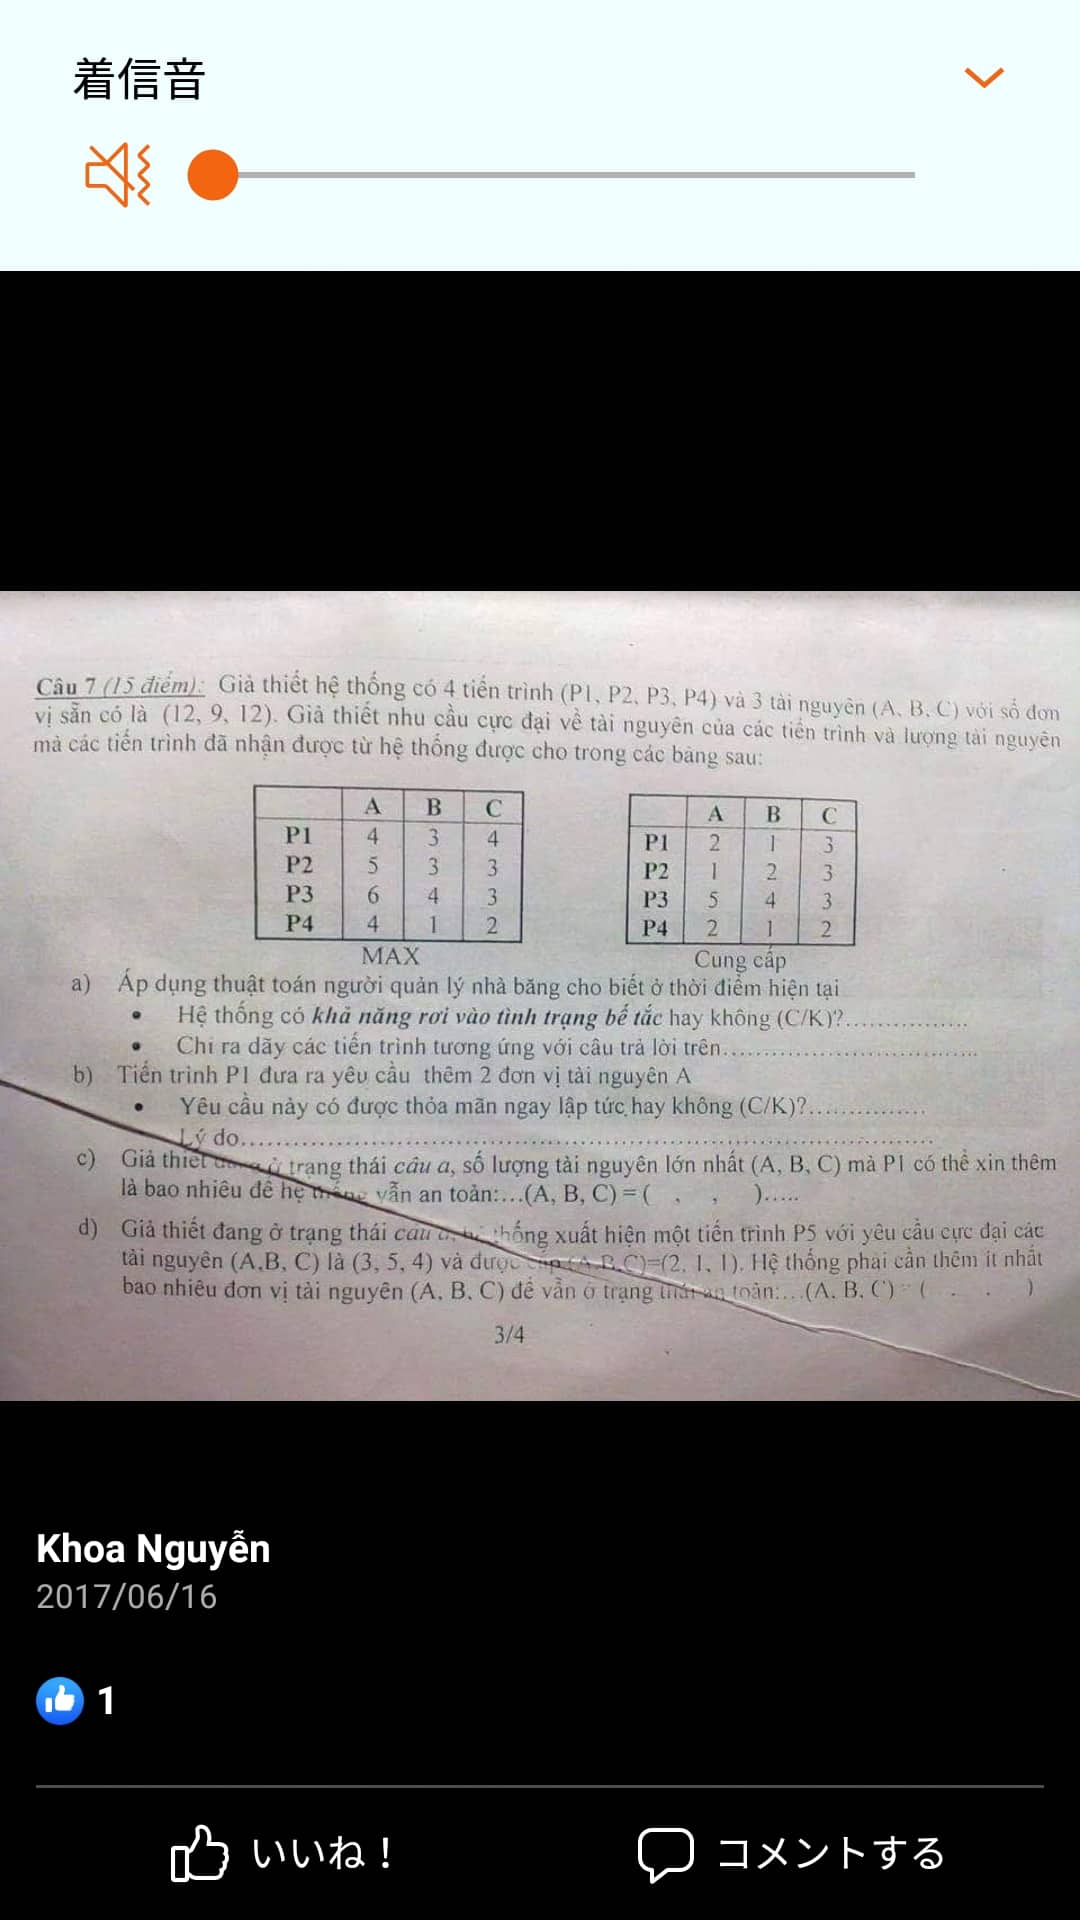 着信音
Câu 7 (15 điểm): Giả thiết hệ thống có 4 tiến trình (P1, P2, P3, P4) và 3 tài nguyên (A, B, C) với số đơn
vị sẵn có là (12, 9, 12). Giả thiết nhu cầu cực đại về tài nguyên của các tiến trình và lượng tài nguyên
mà các tiến trình đã nhận được từ hệ thống được cho trong các bảng sau:
A B C
P1 4 3 4
P2 5 3 3
P3 6 4 3
P4 4 1 2
MAX
A B C
P1 2 1 3
P2 1 2 3
P3 5 4 3
P4 2 1 2
Cung cấp
a) Áp dụng thuật toán người quản lý nhà băng cho biết ở thời điểm hiện tại
• Hệ thống có khả năng rơi vào tình trạng bế tắc hay không (C/K)?................
• Chỉ ra dãy các tiến trình tương ứng với câu trả lời trên..................................
b) Tiến trình P1 đưa ra yêu cầu thêm 2 đơn vị tài nguyên A
• Yêu cầu này có được thỏa mãn ngay lập tức hay không (C/K)?...............
Lý do...............................................................................................
c) Giả thiết đang ở trạng thái câu a, số lượng tài nguyên lớn nhất (A, B, C) mà P1 có thể xin thêm
là bao nhiêu để hệ thống vẫn an toàn:...(A, B, C) = ( , , ).....
d) Giả thiết đang ở trạng thái câu a, hệ thống xuất hiện một tiến trình P5 với yêu cầu cực đại các
tài nguyên (A,B, C) là (3, 5, 4) và được cấp (A,B,C)=(2, 1, 1). Hệ thống phải cần thêm ít nhất
bao nhiêu đơn vị tài nguyên (A, B, C) để vẫn ở trạng thái an toàn:...(A, B, C) = ( . . )
3/4
Khoa Nguyễn
2017/06/16
1
いいね！
コメントする